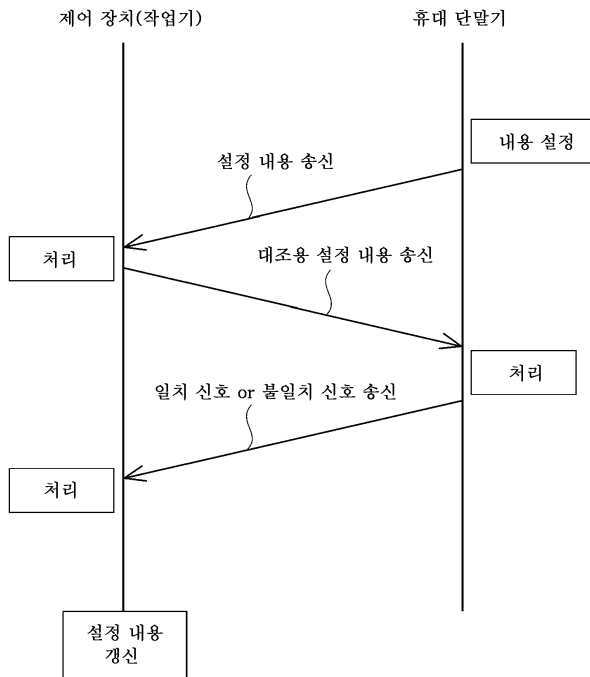 제어 장치(작업기)
휴대 단말기
내용 설정
설정 내용 송신
처리
대조용 설정 내용 송신
처리
일치 신호 or 불일치 신호 송신
처리
설정 내용
갱신